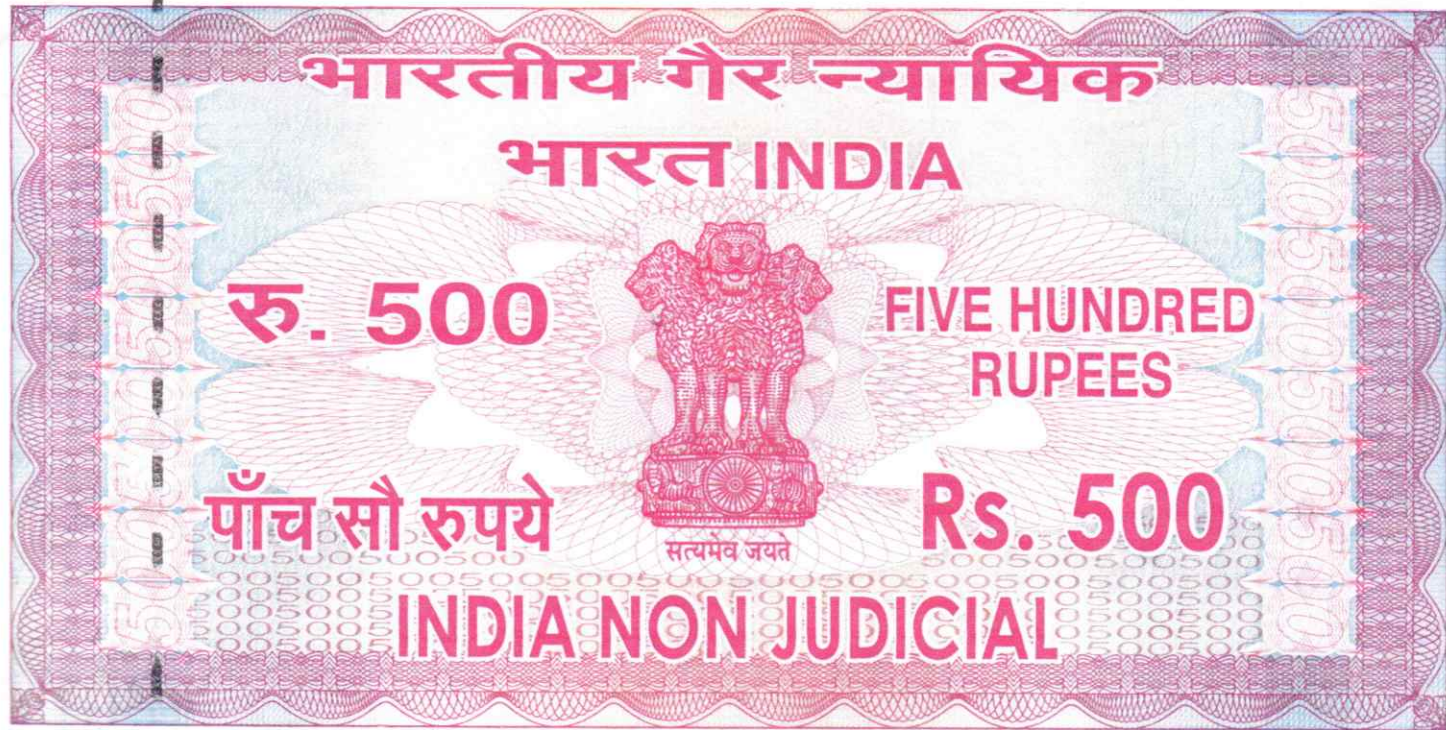 भारतीय गैर न्यायिक
भारत INDIA
रु. 500
FIVE HUNDRED
RUPEES
पाँच सौ रुपये
सत्यमेव जयते
Rs. 500
INDIA NON JUDICIAL